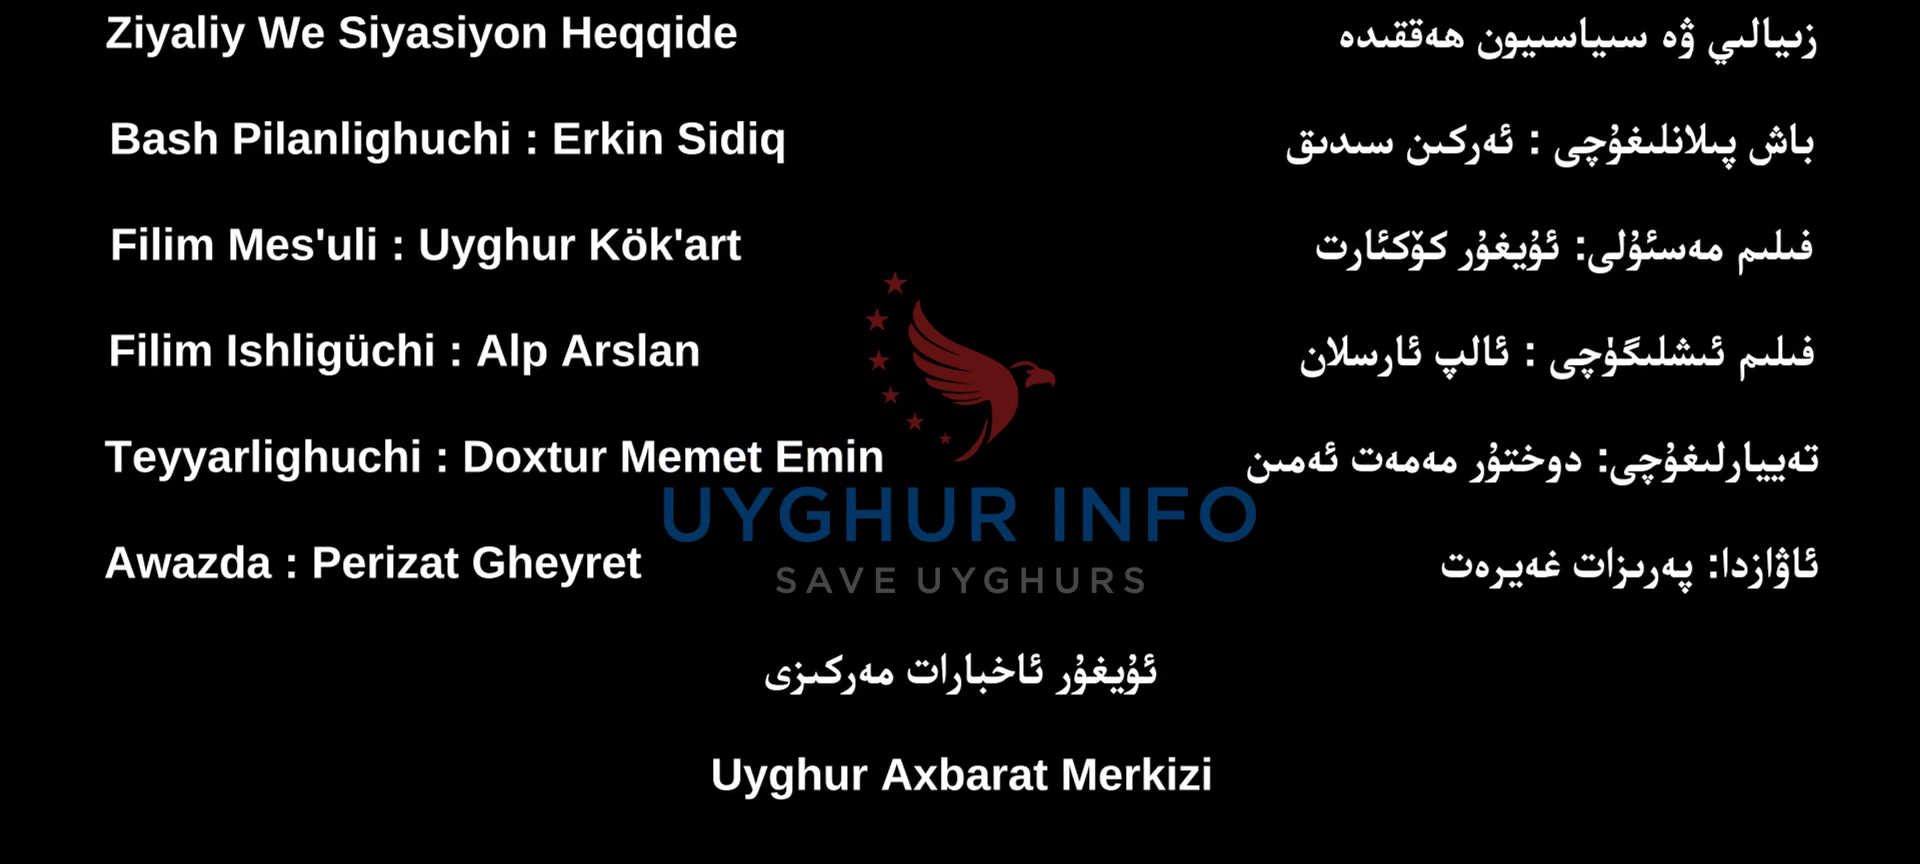 Ziyaliy We Siyasiyon Heqqide
زىيالىي ۋە سىياسىيون ھەققىدە
Bash Pilanlighuchi : Erkin Sidiq
باش پىلانلىغۇچى : ئەركىن سىدىق
Filim Mes'uli : Uyghur Kök'art
فىلىم مەسئۇلى: ئۇيغۇر كۆكئارت
Filim Ishligüchi : Alp Arslan
فىلىم ئىشلىگۈچى : ئالپ ئارسلان
Teyyarlighuchi : Doxtur Memet Emin
تەييارلىغۇچى: دوختۇر مەمەت ئەمىن
UYGHUR INFO
Awazda : Perizat Gheyret
ئاۋازدا: پەرىزات غەيرەت
SAVE UYGHURS
ئۇيغۇر ئاخبارات مەركىزى
Uyghur Axbarat Merkizi